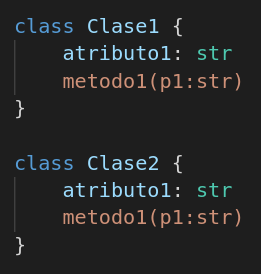 class Clase1 {
    atributo1: str
    metodo1(p1:str)
}

class Clase2 {
    atributo1: str
    metodo1(p1:str)
}